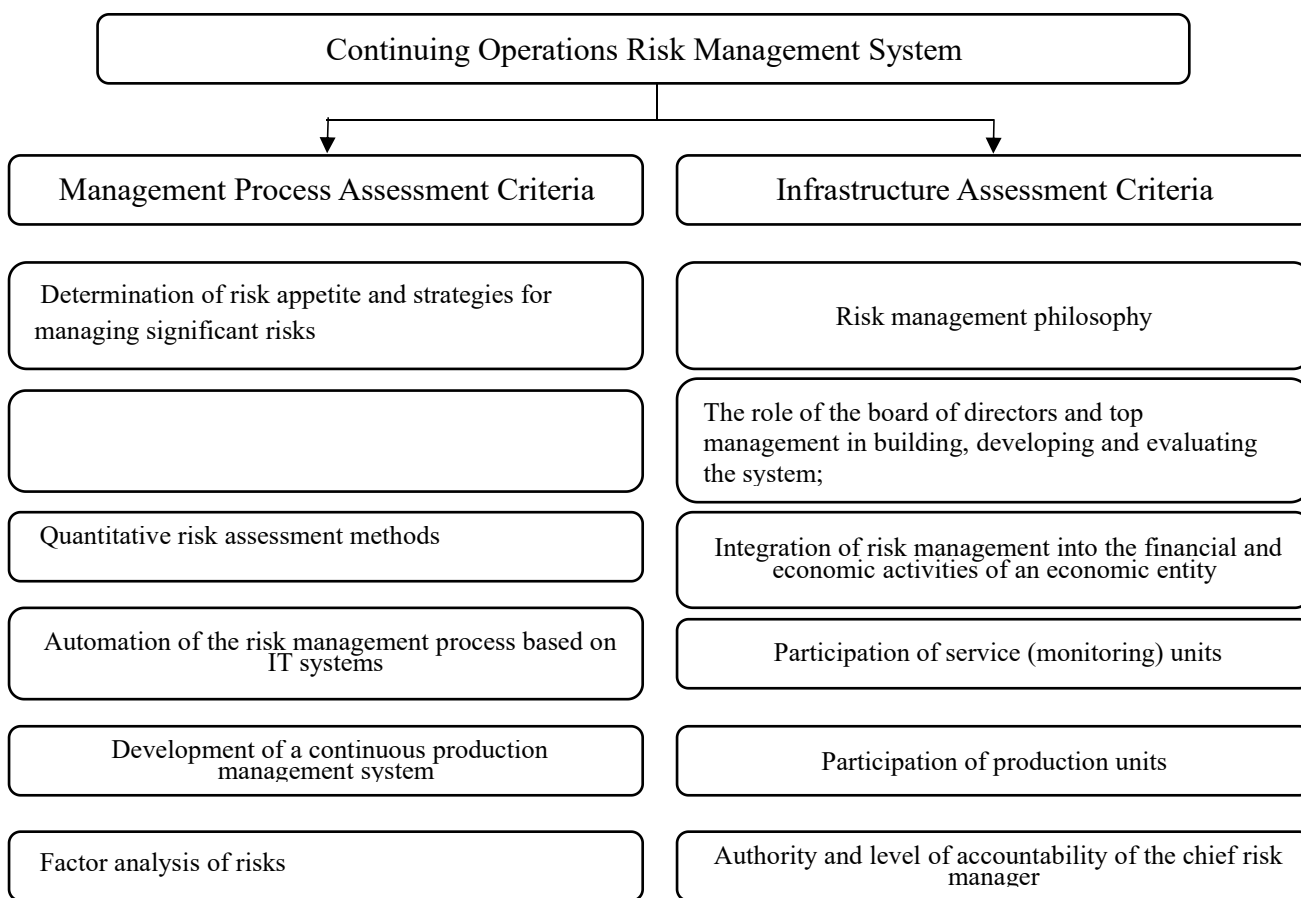 Continuing Operations Risk Management System
Management Process Assessment Criteria
Infrastructure Assessment Criteria
Determination of risk appetite and strategies for
managing significant risks
Risk management philosophy
The role of the board of directors and top
management in building, developing and evaluating
the system;
Quantitative risk assessment methods
Integration of risk management into the financial and
economic activities of an economic entity
Automation of the risk management process based on
IT systems
Participation of service (monitoring) units
Development of a continuous production
management system
Participation of production units
Factor analysis of risks
Authority and level of accountability of the chief risk
manager